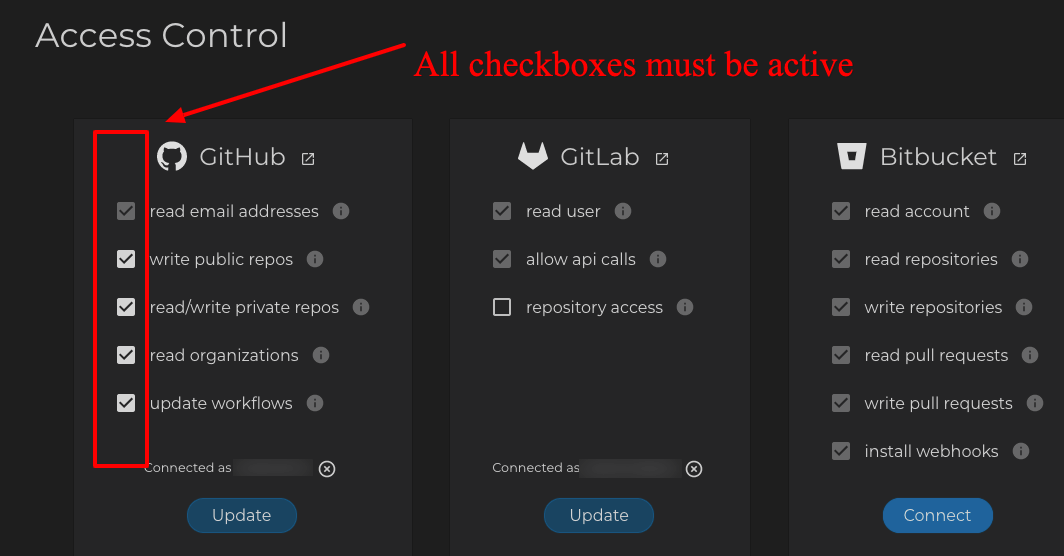 Access Control
All checkboxes must be active
GitHub
read email addresses
write public repos
read/write private repos
read organizations
update workflows
Connected as
Update
GitLab
read user
allow api calls
repository access
Connected as
Update
Bitbucket
read account
read repositories
write repositories
read pull requests
write pull requests
install webhooks
Connect